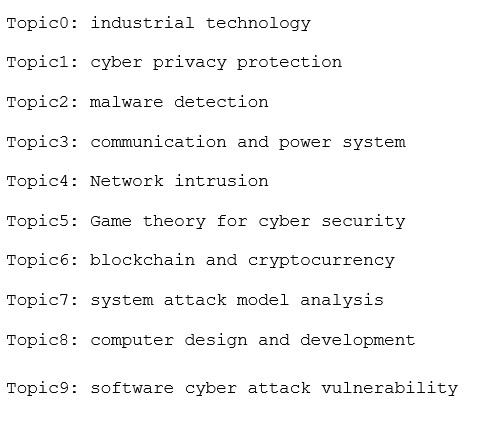 Topic0: industrial technology
Topic1: cyber privacy protection
Topic2: malware detection
Topic3: communication and power system
Topic4: Network intrusion
Topic5: Game theory for cyber security
Topic6: blockchain and cryptocurrency
Topic7: system attack model analysis
Topic8: computer design and development
Topic9: software cyber attack vulnerability